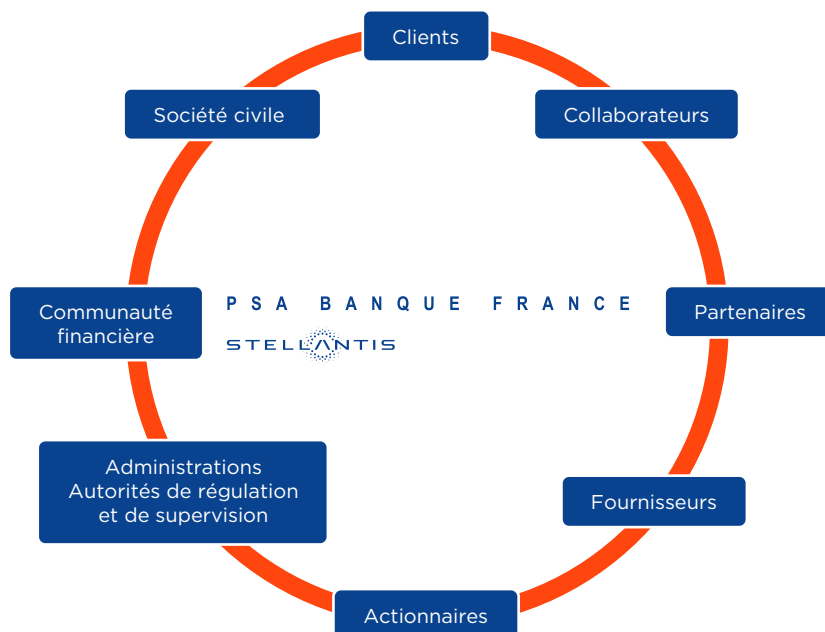 Clients
Société civile
Collaborateurs
Communauté
financière
PSA BANQUE FRANCE
STELLANTIS
Partenaires
Administrations
Autorités de régulation
et de supervision
Fournisseurs
Actionnaires